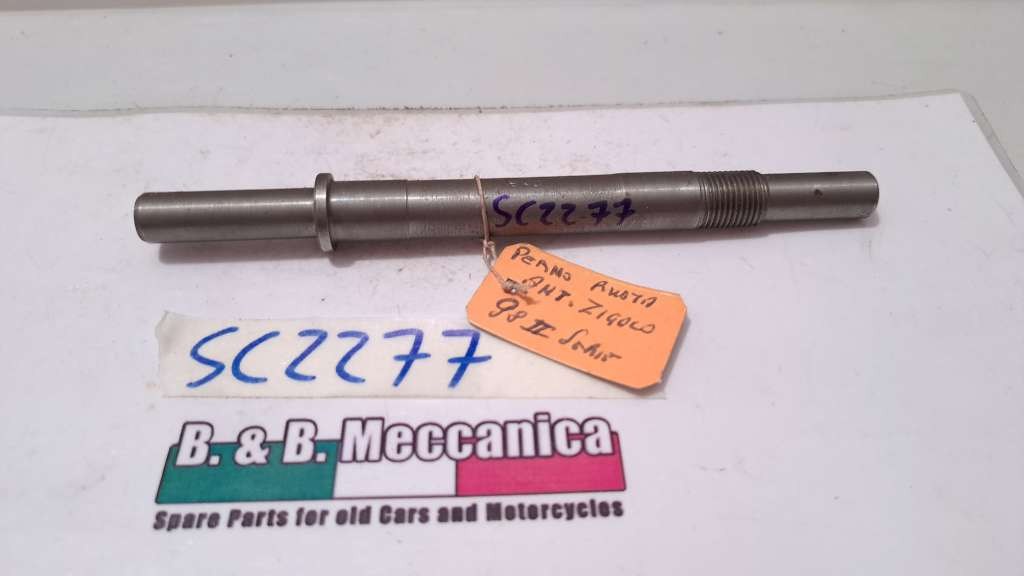 SC2277
PERNO RUOTA
ANT. ZIGOLO
98 II SERIE
SC2277
B. & B. Meccanica
Spare Parts for old Cars and Motorcycles